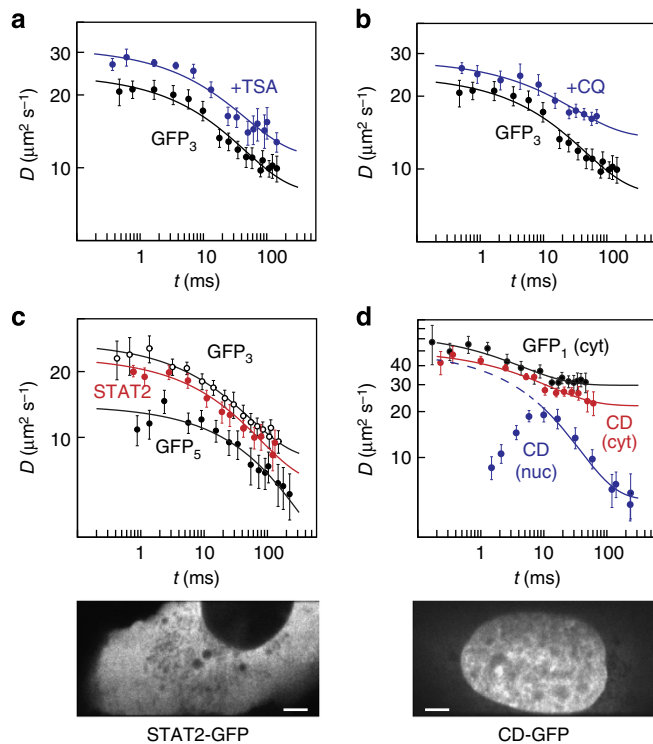 a
b
30
20
10
D (μm² s⁻¹)
+TSA
GFP₃
1
10
100
t (ms)
30
20
10
D (μm² s⁻¹)
+CQ
GFP₃
1
10
100
t (ms)
c
d
20
10
D (μm² s⁻¹)
GFP₃
STAT2
GFP₅
1
10
100
t (ms)
40
30
20
10
D (μm² s⁻¹)
GFP₁ (cyt)
CD
(cyt)
CD
(nuc)
1
10
100
t (ms)
STAT2-GFP
CD-GFP